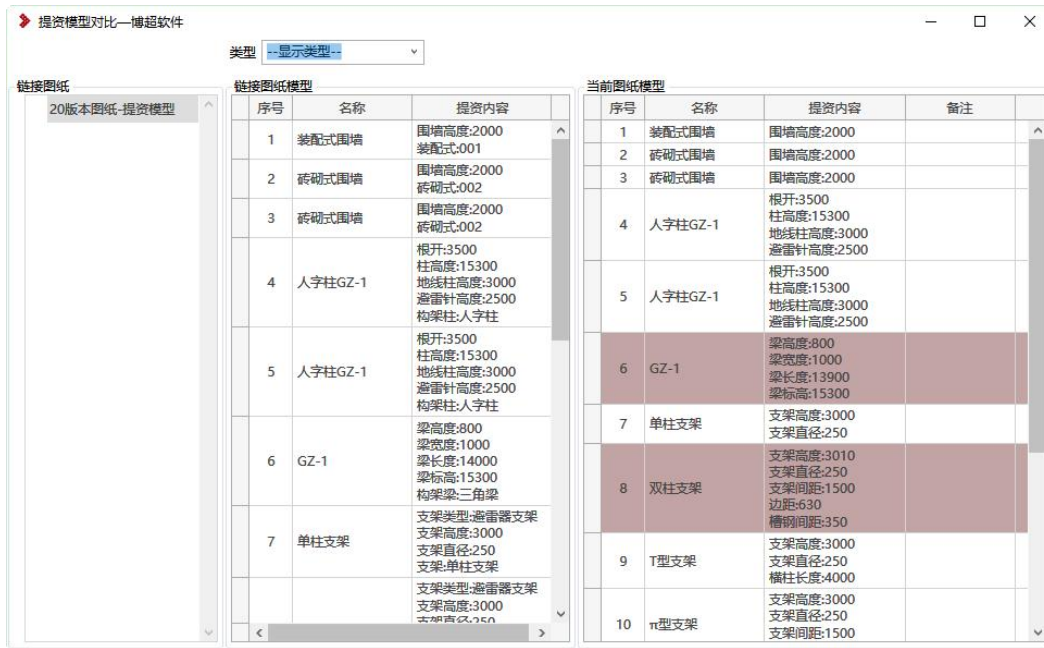 提资模型对比—博超软件
类型 --显示类型--
链接图纸
20版本图纸-提资模型
链接图纸模型
序号 名称 提资内容
1 装配式围墙 围墙高度:2000
装配式:001
2 砖砌式围墙 围墙高度:2000
砖砌式:002
3 砖砌式围墙 围墙高度:2000
砖砌式:002
4 人字柱GZ-1 根开:3500
柱高度:15300
地线柱高度:3000
避雷针高度:2500
构架柱:人字柱
5 人字柱GZ-1 根开:3500
柱高度:15300
地线柱高度:3000
避雷针高度:2500
构架柱:人字柱
6 GZ-1 梁高度:800
梁宽度:1000
梁长度:14000
梁标高:15300
构架梁:三角梁
7 单柱支架 支架类型:避雷器支架
支架高度:3000
支架直径:250
支架:单柱支架
支架类型:避雷器支架
支架高度:3000
支架直径:250
当前图纸模型
序号 名称 提资内容 备注
1 装配式围墙 围墙高度:2000
2 砖砌式围墙 围墙高度:2000
3 砖砌式围墙 围墙高度:2000
4 人字柱GZ-1 根开:3500
柱高度:15300
地线柱高度:3000
避雷针高度:2500
5 人字柱GZ-1 根开:3500
柱高度:15300
地线柱高度:3000
避雷针高度:2500
6 GZ-1 梁高度:800
梁宽度:1000
梁长度:13900
梁标高:15300
7 单柱支架 支架高度:3000
支架直径:250
8 双柱支架 支架高度:3010
支架直径:250
支架间距:1500
边距:630
槽钢间距:350
9 T型支架 支架高度:3000
支架直径:250
横柱长度:4000
10 π型支架 支架高度:3000
支架直径:250
支架间距:1500